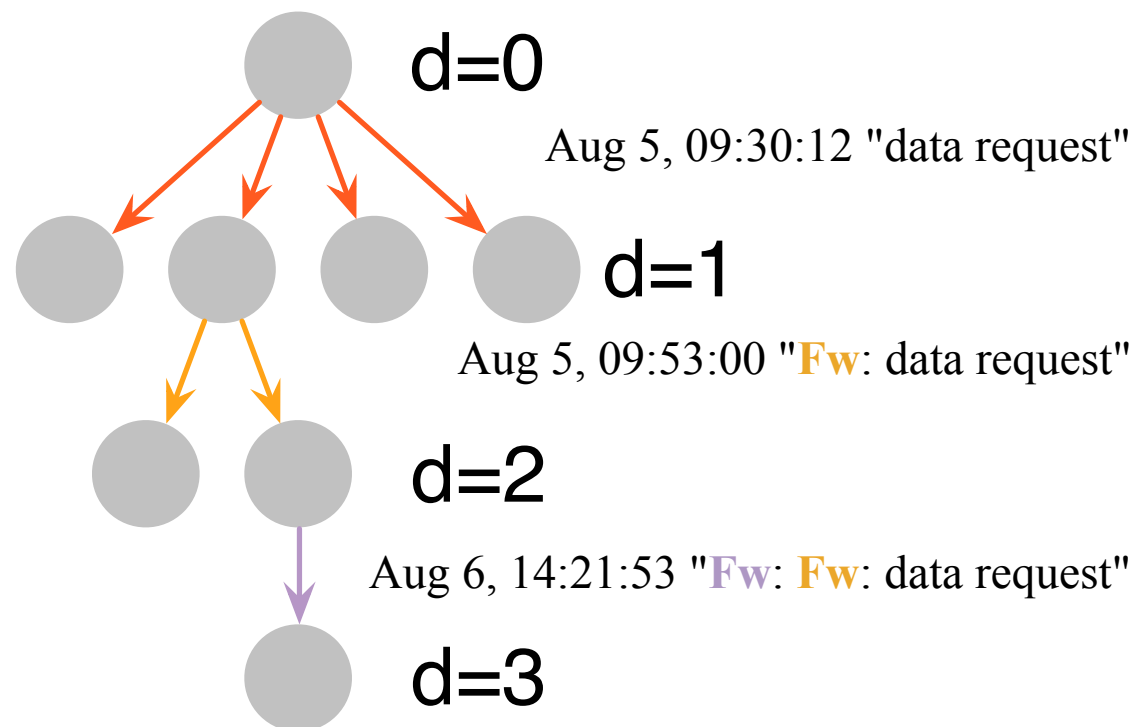 d=0
Aug 5, 09:30:12 "data request"
d=1
Aug 5, 09:53:00 "Fw: data request"
d=2
Aug 6, 14:21:53 "Fw: Fw: data request"
d=3